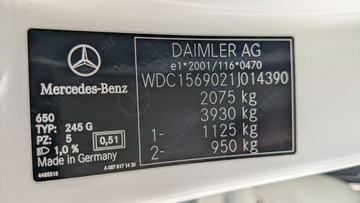 DAIMLER AG
e1*2001/116*0470
WDC1569021J014390
2075 kg
3930 kg
1- 1125 kg
2- 950 kg
Mercedes-Benz
650
TYP: 245 G
PZ: 5
1,0 % 0,51
Made in Germany
4485518
A 007 817 14 20